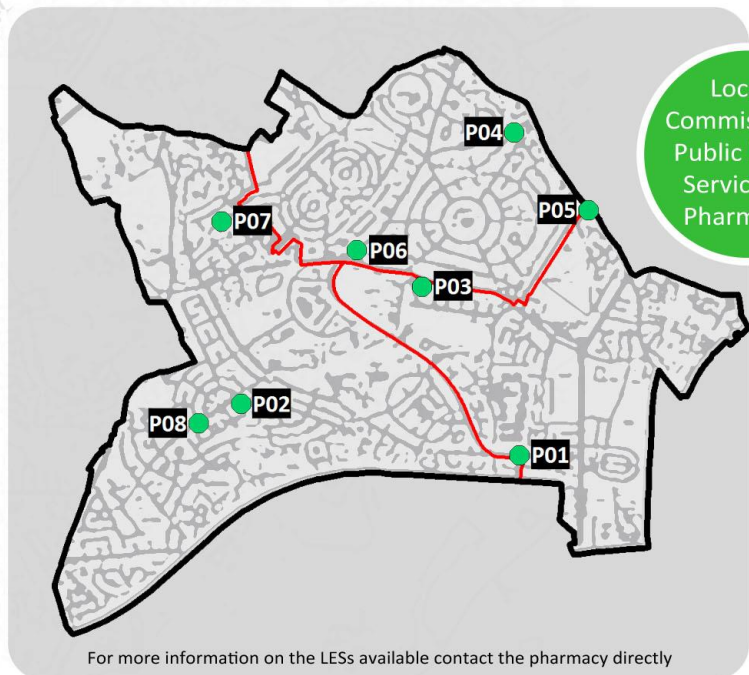 Loc
Commis
Public
Servic
Pharm
P04
P05
P07
P06
P03
P02
P08
P01
For more information on the LESs available contact the pharmacy directly